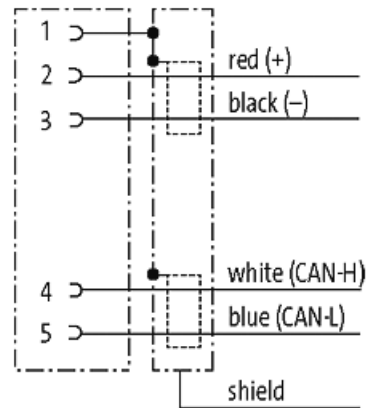 1
2 red (+)
3 black (–)
4 white (CAN-H)
5 blue (CAN-L)
shield